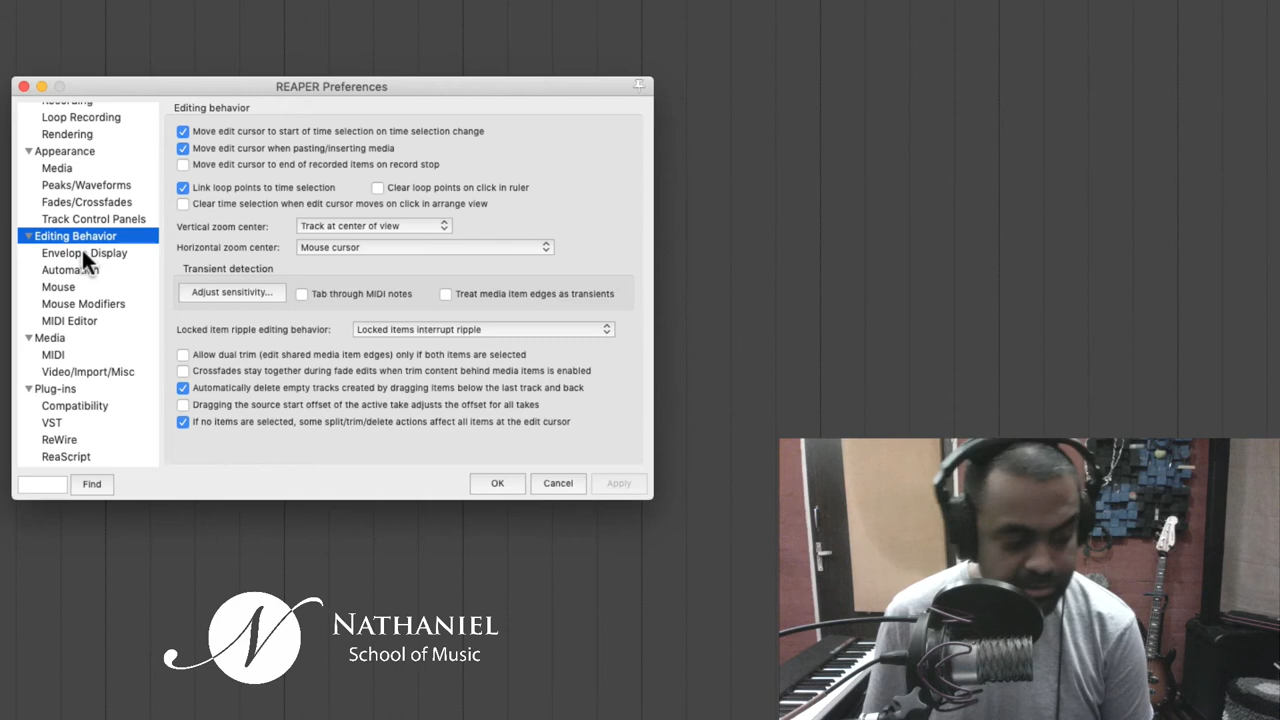 REAPER Preferences
Recording
Loop Recording
Rendering
Appearance
Media
Peaks/Waveforms
Fades/Crossfades
Track Control Panels
Editing Behavior
Envelope Display
Automation
Mouse
Mouse Modifiers
MIDI Editor
Media
MIDI
Video/Import/Misc
Plug-ins
Compatibility
VST
ReWire
ReaScript
Find
Editing behavior
Move edit cursor to start of time selection on time selection change
Move edit cursor when pasting/inserting media
Move edit cursor to end of recorded items on record stop
Link loop points to time selection Clear loop points on click in ruler
Clear time selection when edit cursor moves on click in arrange view
Vertical zoom center: Track at center of view
Horizontal zoom center: Mouse cursor
Transient detection
Adjust sensitivity... Tab through MIDI notes Treat media item edges as transients
Locked item ripple editing behavior: Locked items interrupt ripple
Allow dual trim (edit shared media item edges) only if both items are selected
Crossfades stay together during fade edits when trim content behind media items is enabled
Automatically delete empty tracks created by dragging items below the last track and back
Dragging the source start offset of the active take adjusts the offset for all takes
If no items are selected, some split/trim/delete actions affect all items at the edit cursor
OK Cancel Apply
N NATHANIEL
School of Music